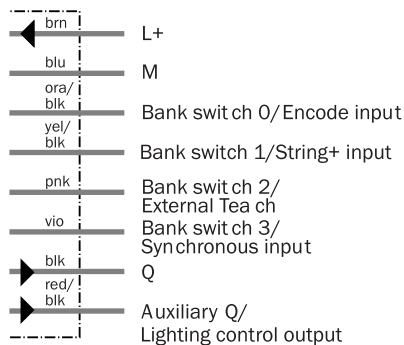 brn
L+
blu
M
ora/
blk
Bank switch 0/Encode input
yel/
blk
Bank switch 1/String+ input
pnk
Bank switch 2/
External Teach
vio
Bank switch 3/
Synchronous input
blk
Q
red/
blk
Auxiliary Q/
Lighting control output